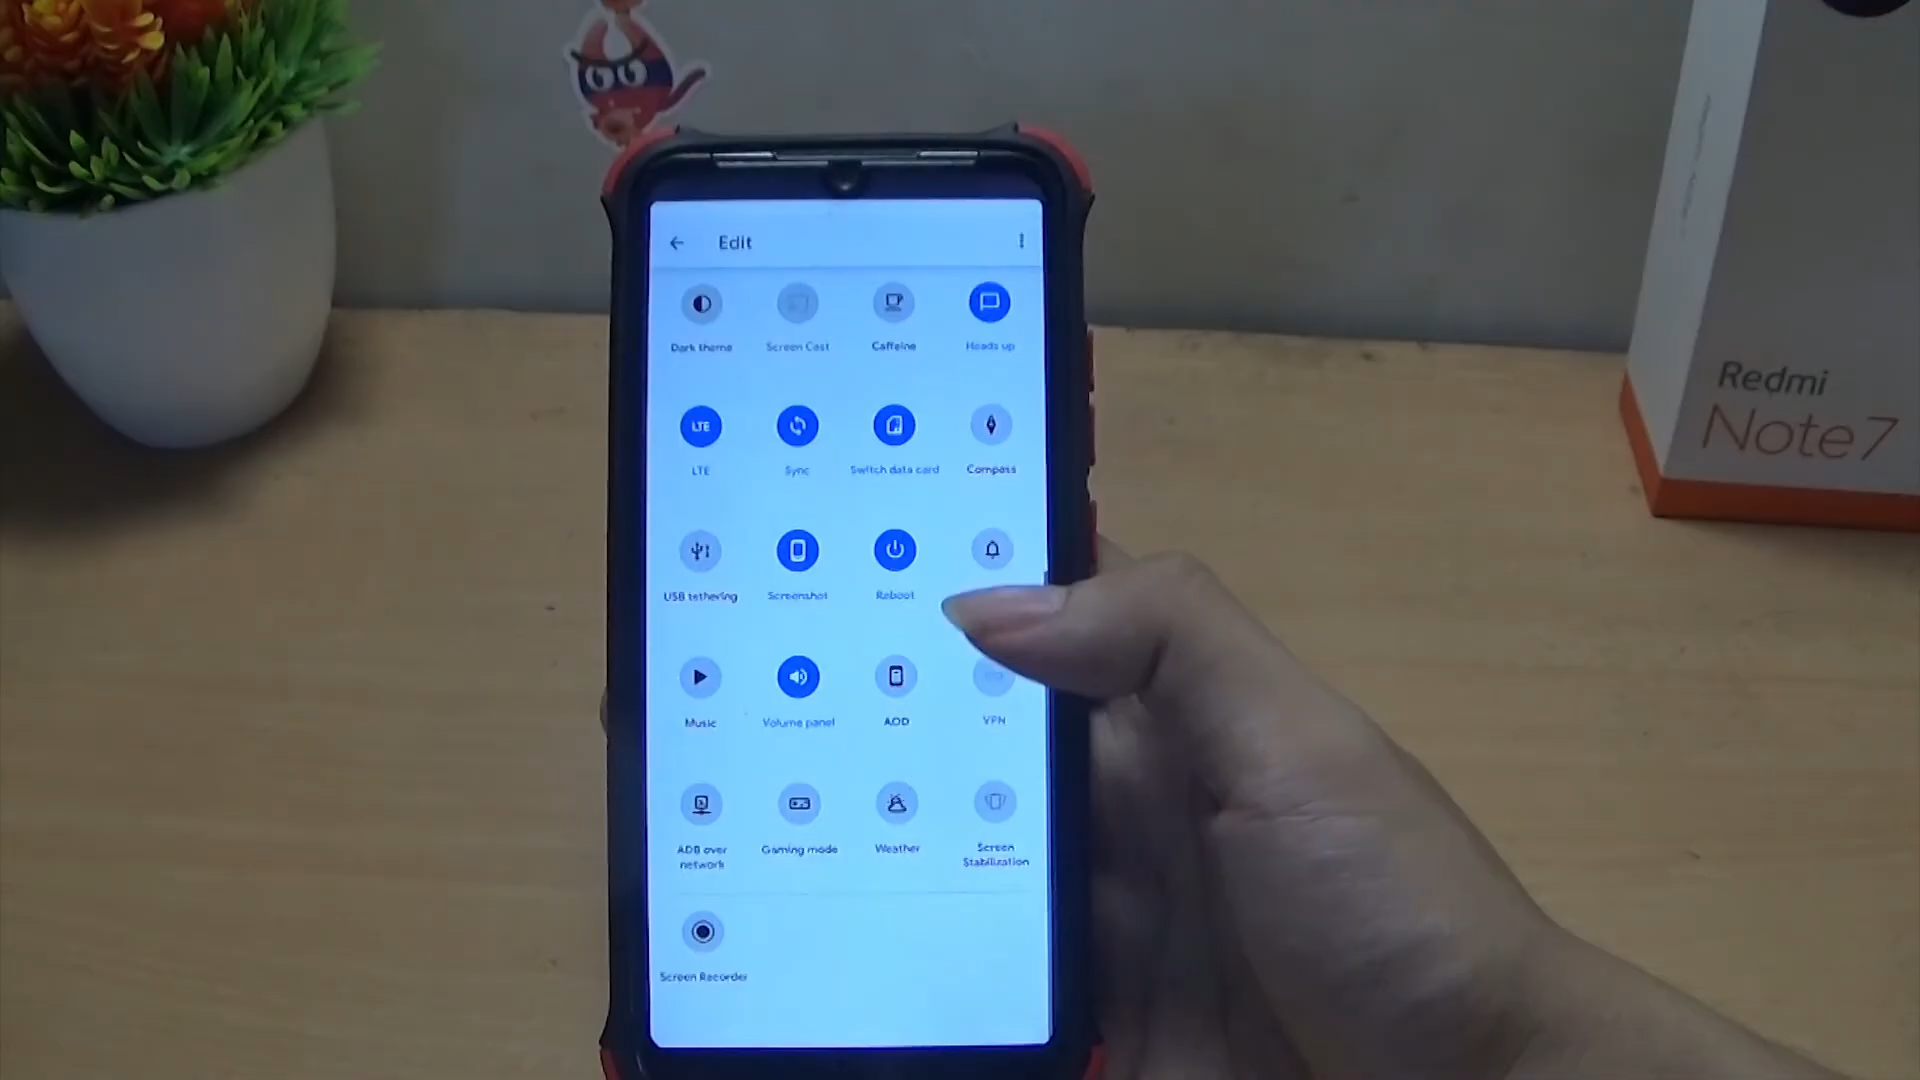 Edit
Dark theme
Screen Cast
Caffeine
Heads up
LTE
LTE
Sync
Switch data card
Compass
USB tethering
Screenshot
Reboot
Music
Volume panel
AOD
VPN
ADB over
network
Gaming mode
Weather
Screen
Stabilization
Screen Recorder
Redmi
Note7